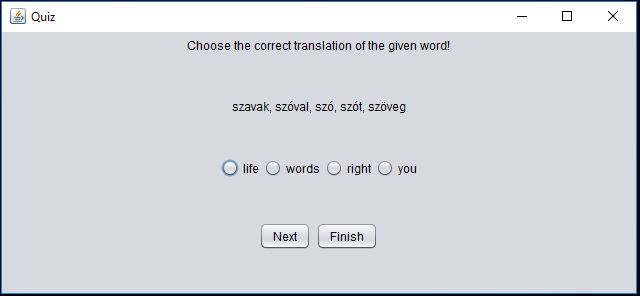 Quiz
Choose the correct translation of the given word!
szavak, szóval, szó, szót, szöveg
life words right you
Next Finish